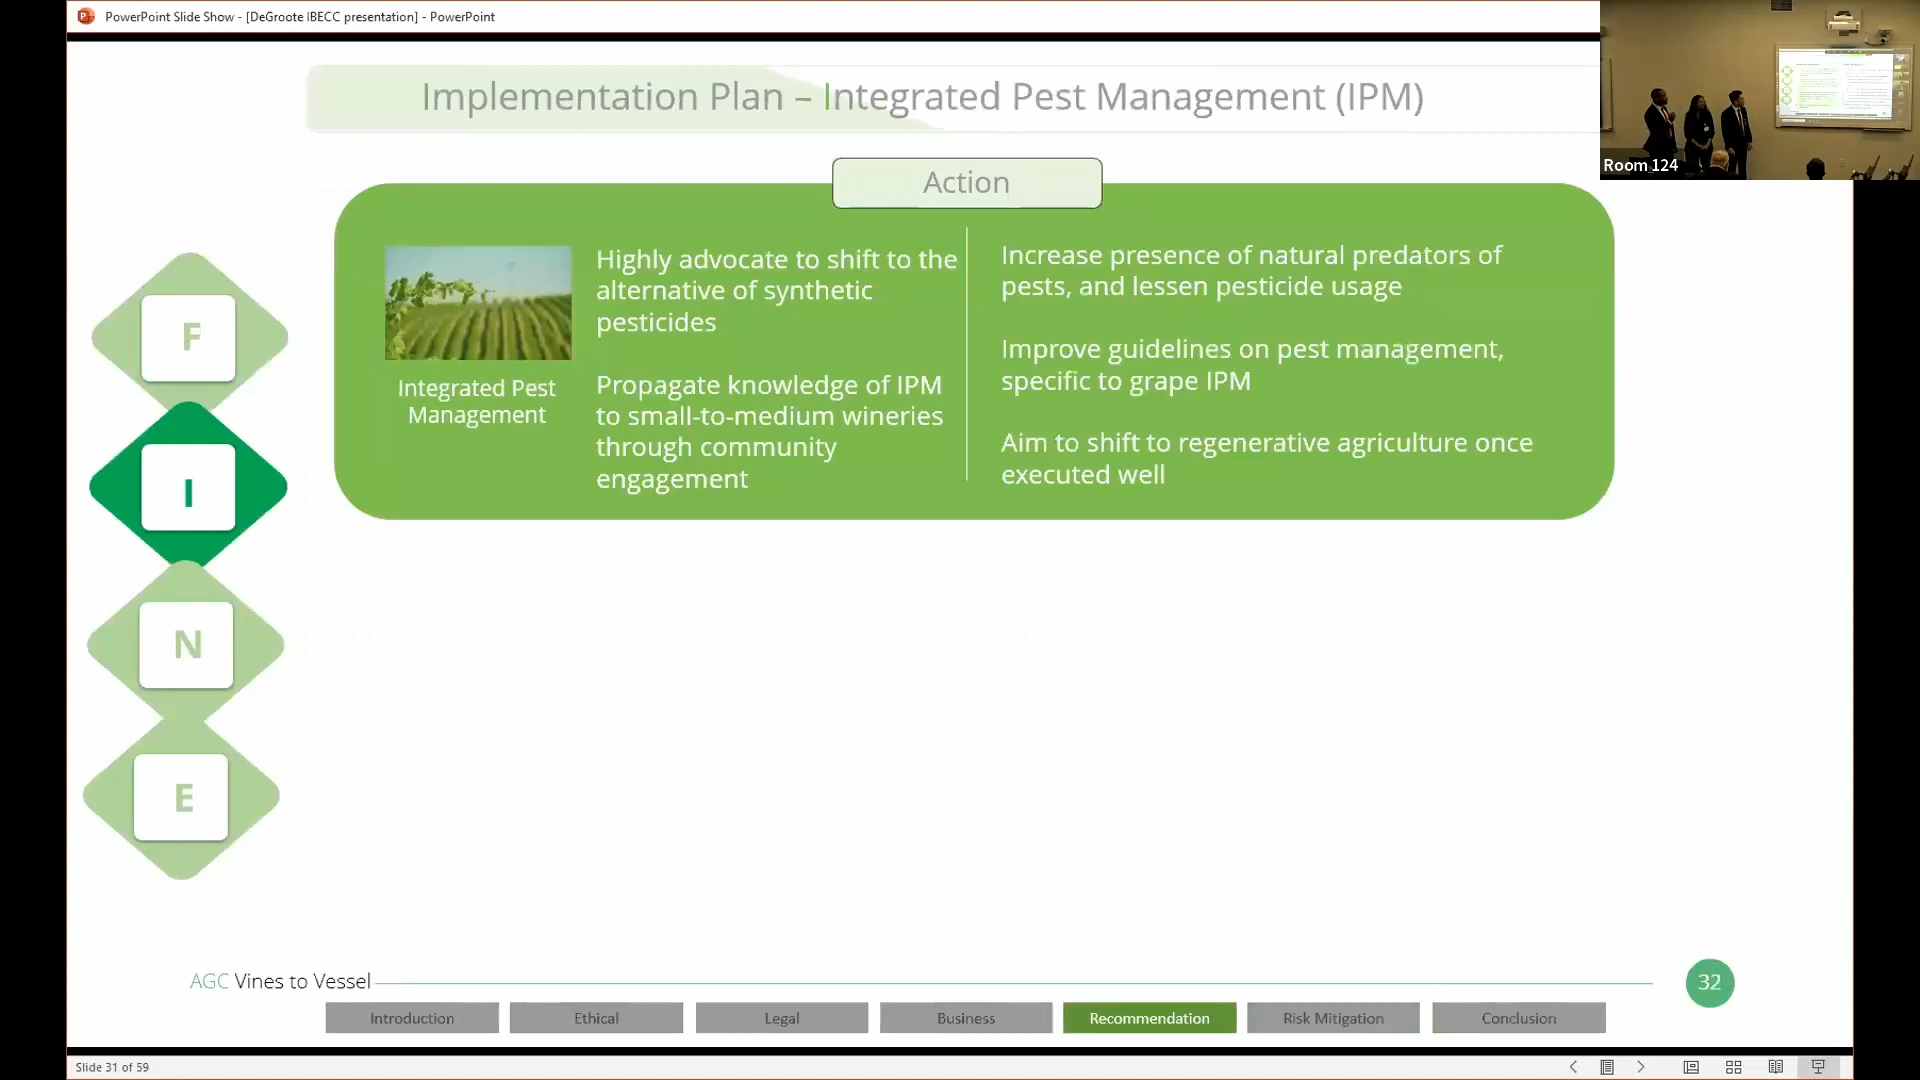 PowerPoint Slide Show - [DeGroote IBECC presentation] - PowerPoint
Implementation Plan – Integrated Pest Management (IPM)
Room 124
Action
Integrated Pest
Management
Highly advocate to shift to the
alternative of synthetic
pesticides
Propagate knowledge of IPM
to small-to-medium wineries
through community
engagement
Increase presence of natural predators of
pests, and lessen pesticide usage
Improve guidelines on pest management,
specific to grape IPM
Aim to shift to regenerative agriculture once
executed well
F
I
N
E
AGC Vines to Vessel
32
Introduction
Ethical
Legal
Business
Recommendation
Risk Mitigation
Conclusion
Slide 31 of 59